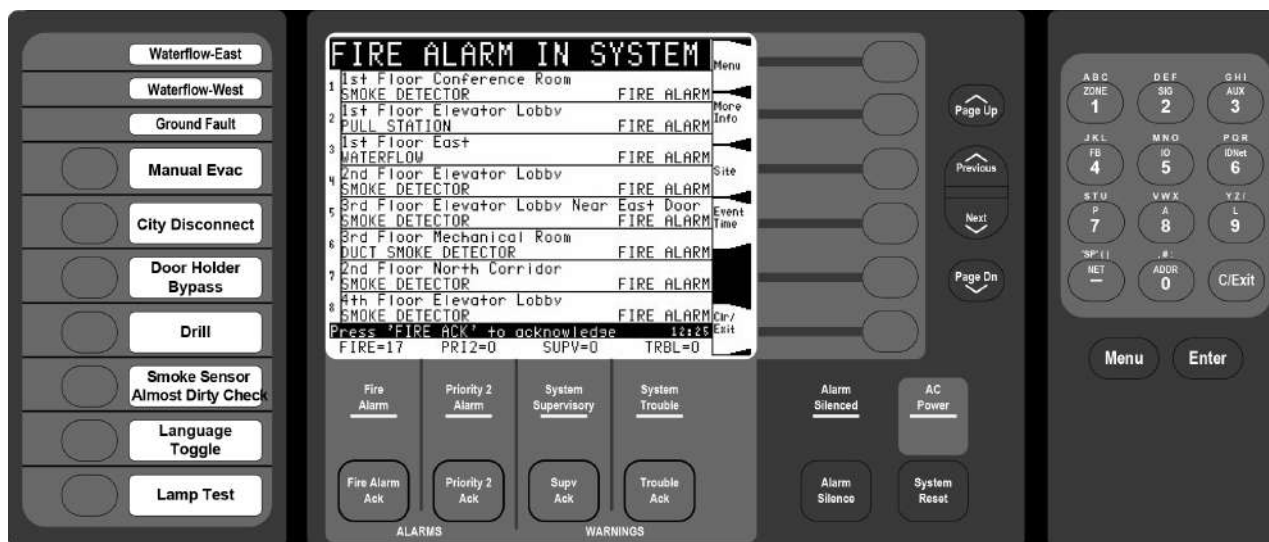 Waterflow-East
Waterflow-West
Ground Fault
Manual Evac
City Disconnect
Door Holder
Bypass
Drill
Smoke Sensor
Almost Dirty Check
Language
Toggle
Lamp Test
FIRE ALARM IN SYSTEM
1 1st Floor Conference Room
SMOKE DETECTOR FIRE ALARM
2 1st Floor Elevator Lobby
PULL STATION FIRE ALARM
3 1st Floor East
WATERFLOW FIRE ALARM
4 2nd Floor Elevator Lobby
SMOKE DETECTOR FIRE ALARM
5 3rd Floor Elevator Lobby Near East Door
SMOKE DETECTOR FIRE ALARM
6 3rd Floor Mechanical Room
DUCT SMOKE DETECTOR FIRE ALARM
7 2nd Floor North Corridor
SMOKE DETECTOR FIRE ALARM
8 4th Floor Elevator Lobby
SMOKE DETECTOR FIRE ALARM
Press 'FIRE ACK' to acknowledge 12:25
FIRE=17 PRI2=0 SUPV=0 TRBL=0
Menu
More
Info
Site
Event
Time
Clr/
Exit
Fire
Alarm
Priority 2
Alarm
System
Supervisory
System
Trouble
Alarm
Silenced
AC
Power
Fire Alarm
Ack
Priority 2
Ack
Supv
Ack
Trouble
Ack
Alarm
Silence
System
Reset
ALARMS
WARNINGS
Page Up
Previous
Next
Page Dn
ABC DEF GHI
ZONE SIG AUX
1 2 3
JKL MNO PQR
FB IO IDNet
4 5 6
STU VWX YZ/
P A L
7 8 9
'SP' ( ) ,#:
NET ADDR
– 0 C/Exit
Menu Enter